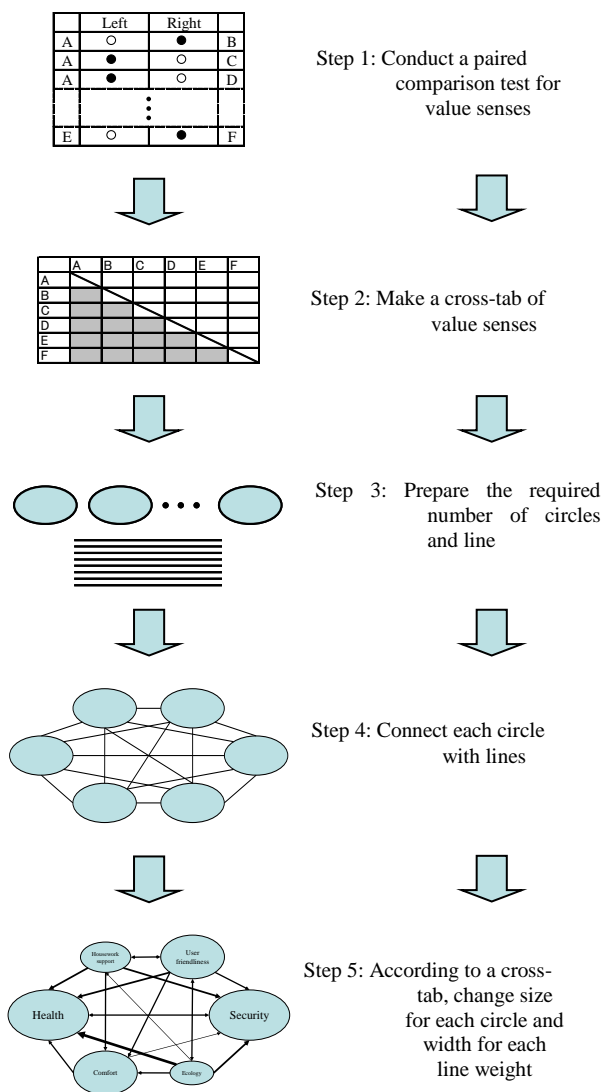 Left Right
A B
A C
A D
E F
Step 1: Conduct a paired
comparison test for
value senses
A B C D E F
A
B
C
D
E
F
Step 2: Make a cross-tab of
value senses
Step 3: Prepare the required
number of circles
and line
Step 4: Connect each circle
with lines
Housework
support
User
friendliness
Health
Security
Comfort
Ecology
Step 5: According to a cross-
tab, change size
for each circle and
width for each
line weight